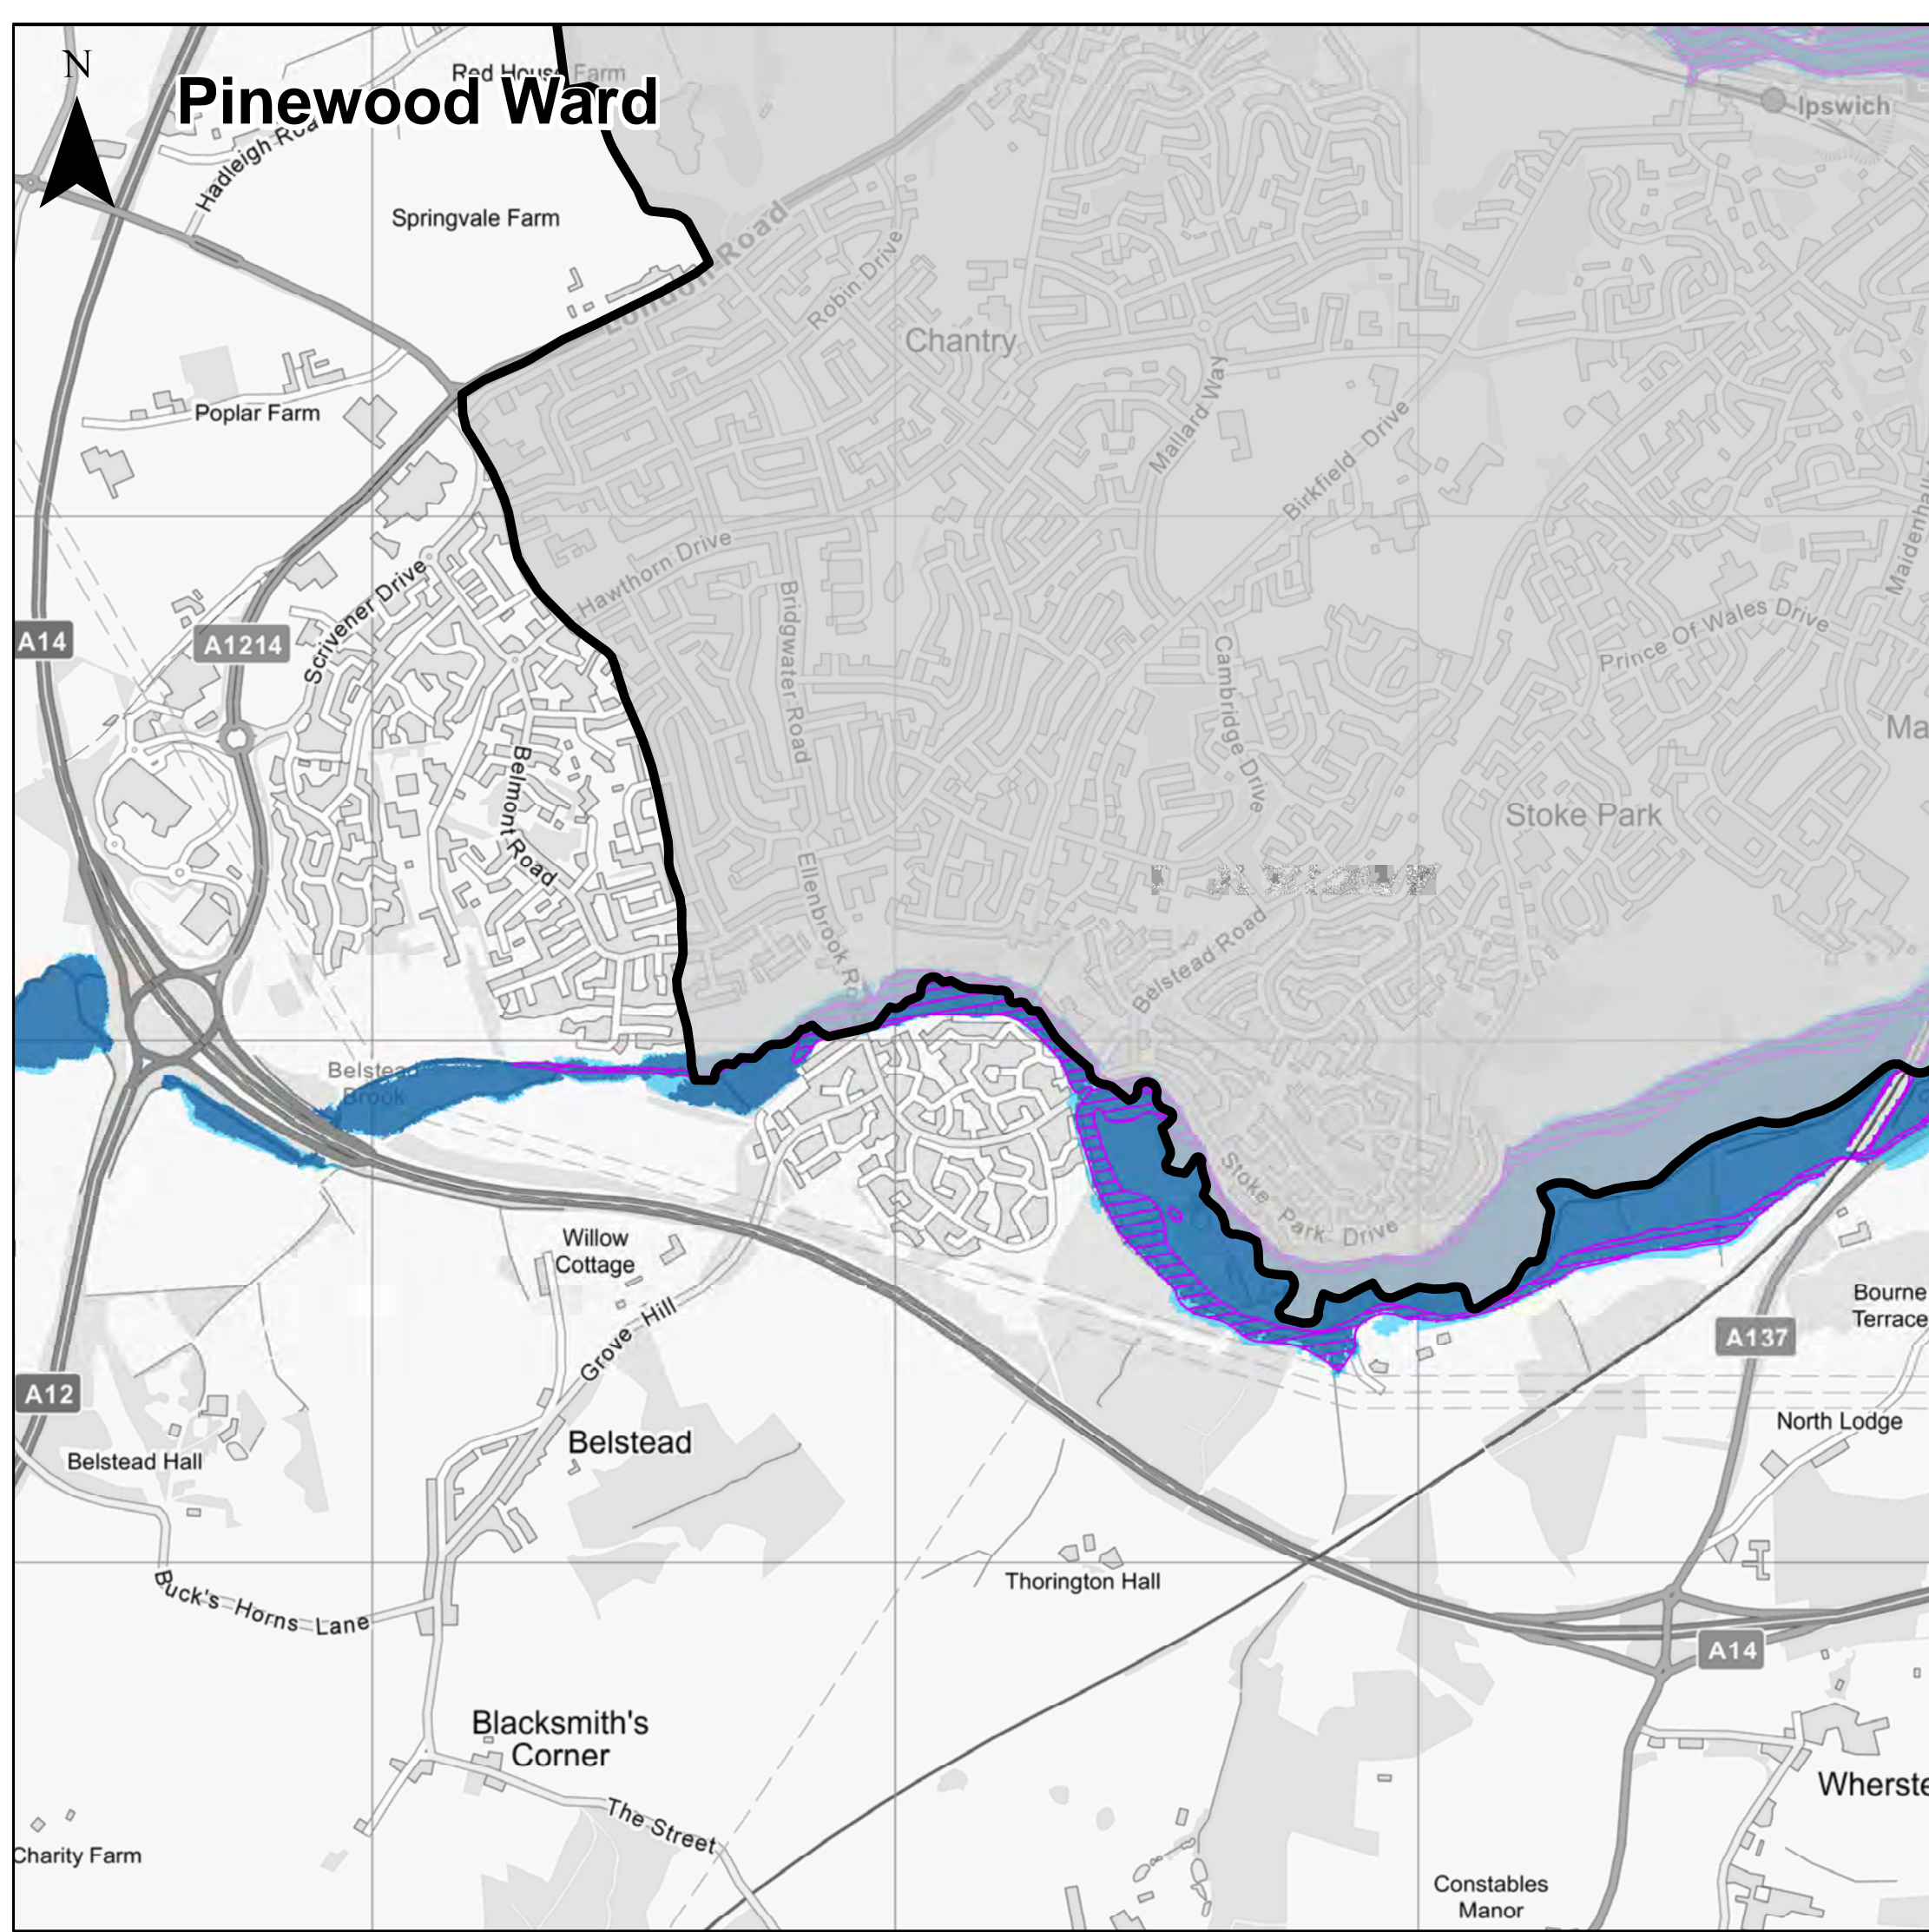 N
Red House Farm
Pinewood Ward
Ipswich
Hadleigh Roa
Springvale Farm
London Road
Robin Drive
Chantry
Poplar Farm
Mallard Way
Birkfield Drive
Hawthorn Drive
Scrivener Drive
A14
A1214
Bridgwater Road
Cambridge Drive
Prince Of Wales Drive
Ma
Belmont Road
Stoke Park
Ellenbrook Ro
Belstead Road
Brook
Stoke Park Drive
Willow
Cottage
Grove Hill
Bourne
Terrace
A137
A12
Belstead
North Lodge
Belstead Hall
Buck's Horns Lane
Thorington Hall
A14
Blacksmith's
Corner
Wherste
The Street
Charity Farm
Constables
Manor